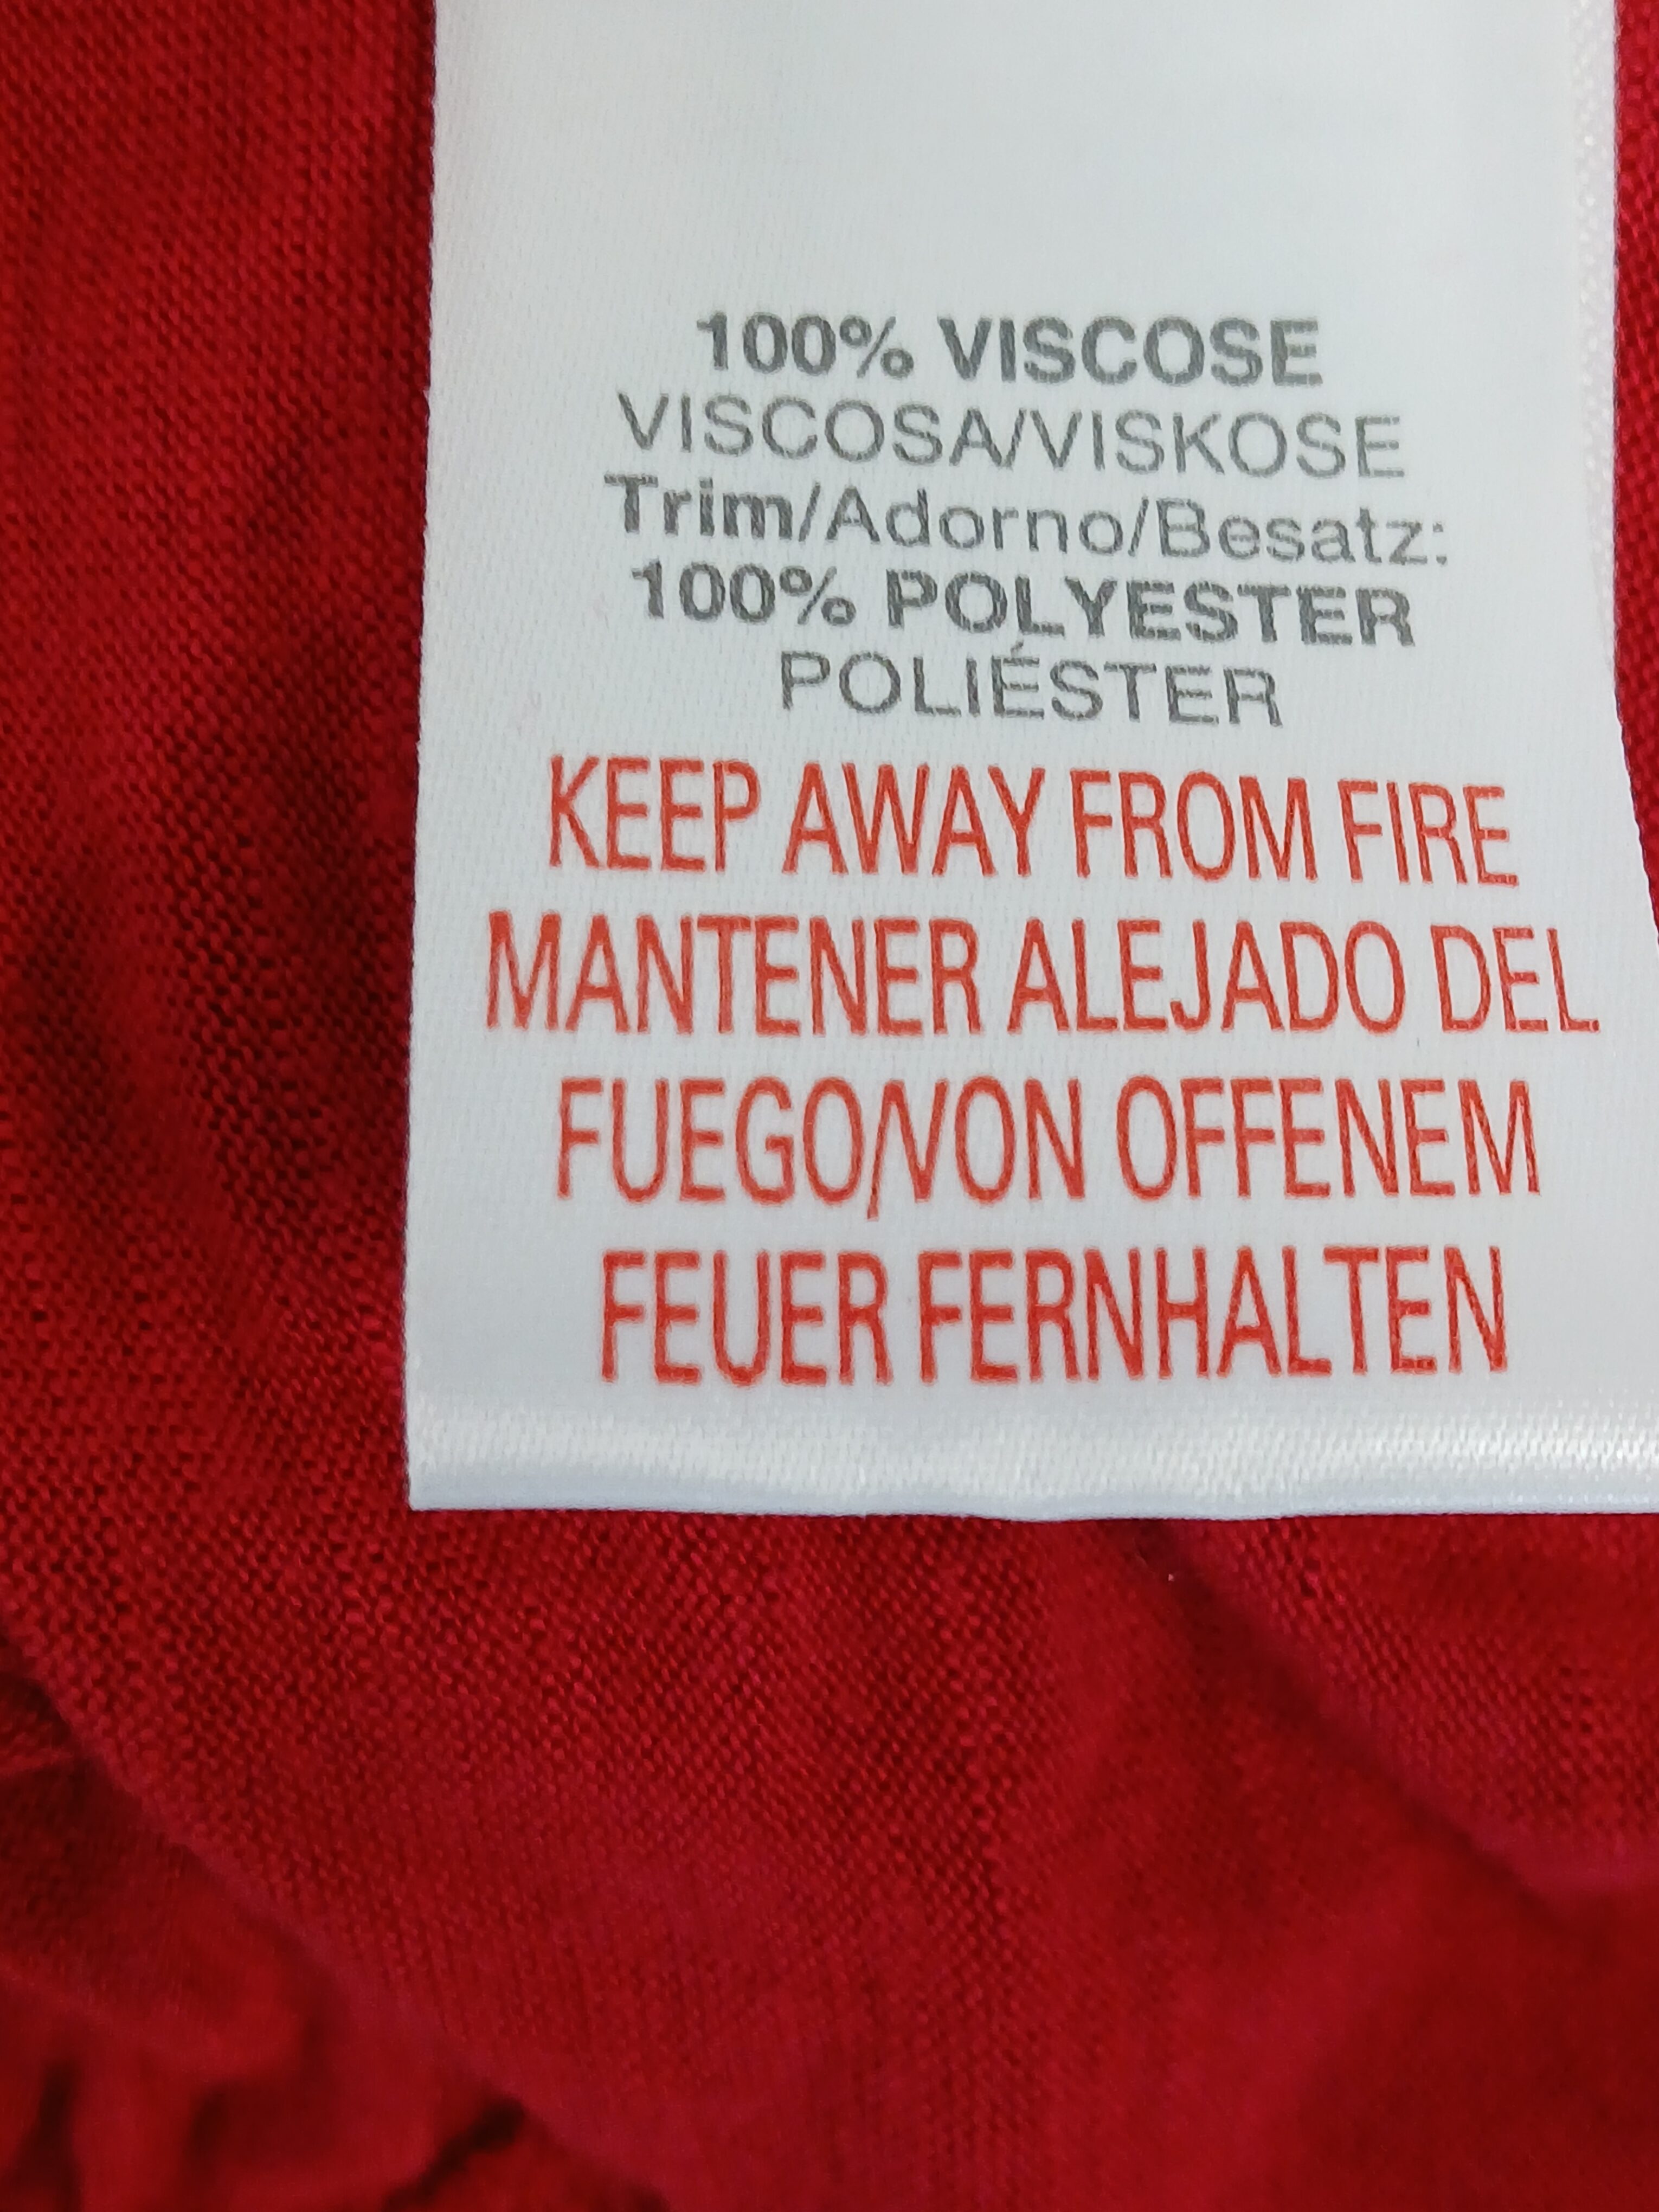 100% VISCOSE
VISCOSA/VISKOSE
Trim/Adorno/Besatz:
100% POLYESTER
POLIÉSTER
KEEP AWAY FROM FIRE
MANTENER ALEJADO DEL
FUEGO/VON OFFENEM
FEUER FERNHALTEN